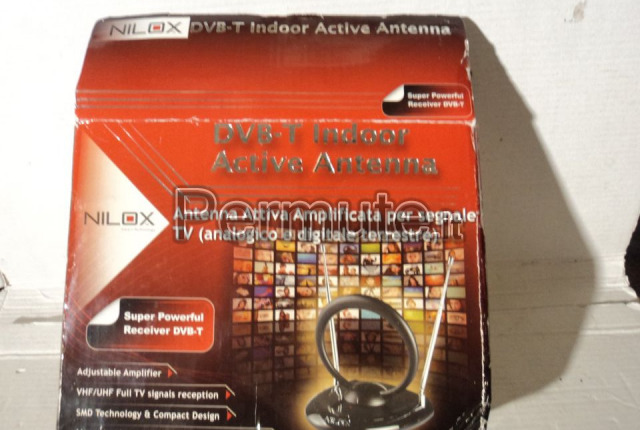 NILOX DVB-T Indoor Active Antenna
Super Powerful
Receiver DVB-T
DVB-T Indoor
Active Antenna
Permute.it
NILOX
Antenna Attiva Amplificata per segnale
TV (analogico e digitale terrestre)
Super Powerful
Receiver DVB-T
Adjustable Amplifier
VHF/UHF Full TV signals reception
SMD Technology & Compact Design